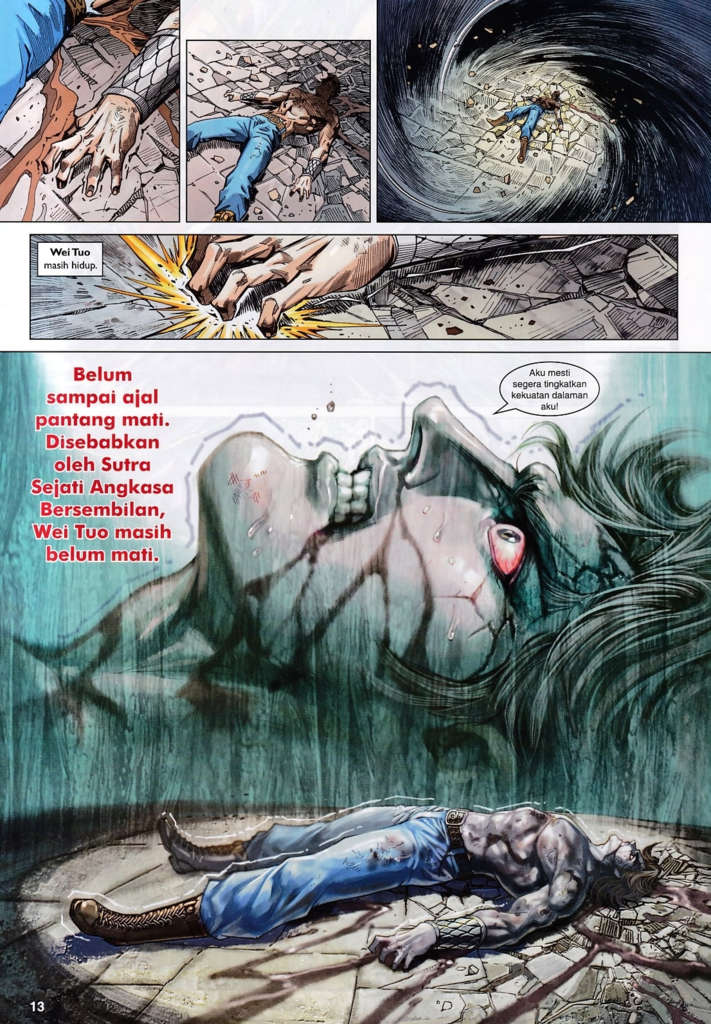 Wei Tuo
masih hidup.
Belum
sampai ajal
pantang mati.
Disebabkan
oleh Sutra
Sejati Angkasa
Bersembilan,
Wei Tuo masih
belum mati.
Aku mesti
segera tingkatkan
kekuatan dalaman
aku!
13